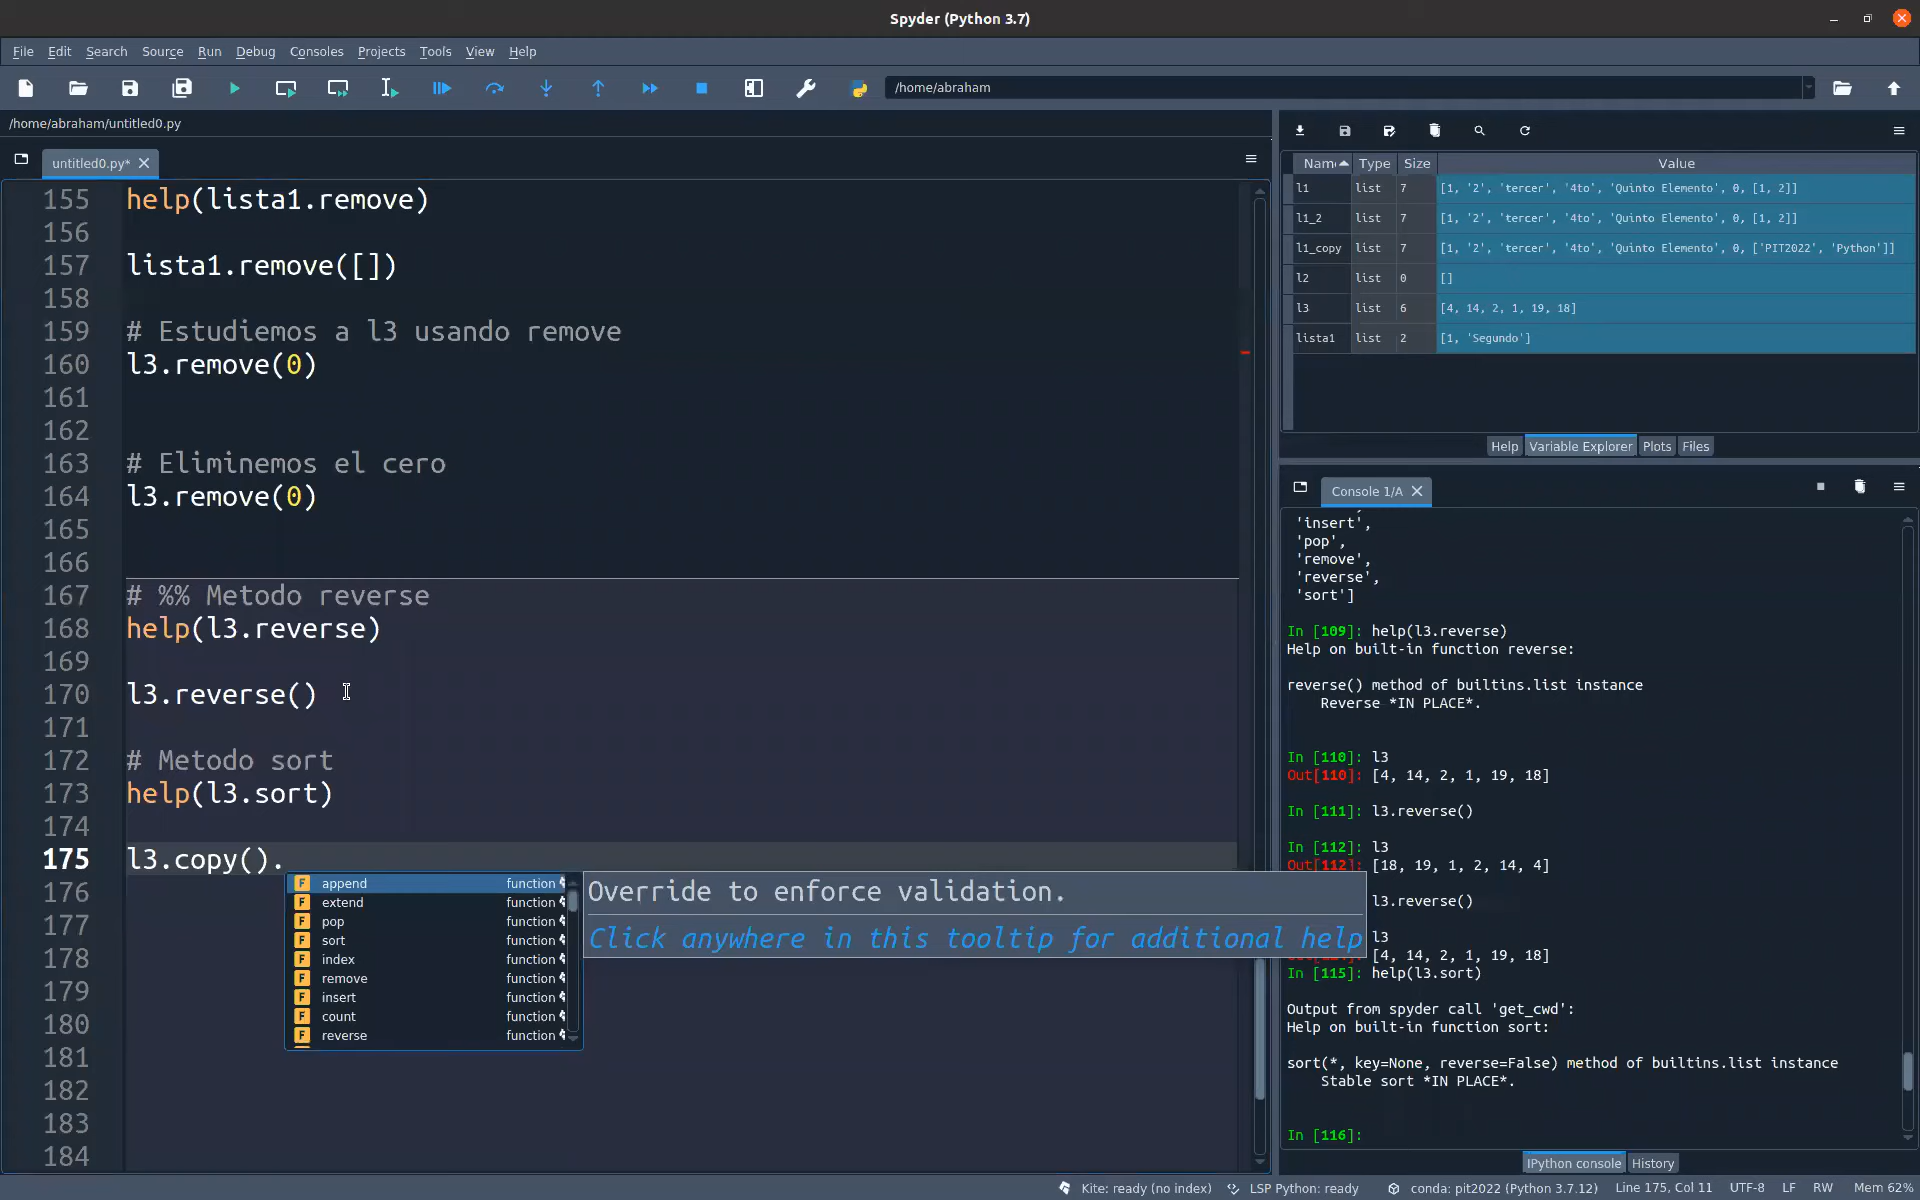 Spyder (Python 3.7)
File Edit Search Source Run Debug Consoles Projects Tools View Help
/home/abraham
/home/abraham/untitled0.py
untitled0.py*
155 help(lista1.remove)
156
157 lista1.remove([])
158
159 # Estudiemos a l3 usando remove
160 l3.remove(0)
161
162
163 # Eliminemos el cero
164 l3.remove(0)
165
166
167 # %% Metodo reverse
168 help(l3.reverse)
169
170 l3.reverse()
171
172 # Metodo sort
173 help(l3.sort)
174
175 l3.copy().
176
177
178
179
180
181
182
183
184
append function
extend function
pop function
sort function
index function
remove function
insert function
count function
reverse function
Override to enforce validation.
Click anywhere in this tooltip for additional help
Name Type Size Value
l1 list 7 [1, '2', 'tercer', '4to', 'Quinto Elemento', 0, [1, 2]]
l1_2 list 7 [1, '2', 'tercer', '4to', 'Quinto Elemento', 0, [1, 2]]
l1_copy list 7 [1, '2', 'tercer', '4to', 'Quinto Elemento', 0, ['PIT2022', 'Python']]
l2 list 0 []
l3 list 6 [4, 14, 2, 1, 19, 18]
lista1 list 2 [1, 'Segundo']
Help Variable Explorer Plots Files
Console 1/A
'insert',
'pop',
'remove',
'reverse',
'sort']
In [109]: help(l3.reverse)
Help on built-in function reverse:
reverse() method of builtins.list instance
Reverse *IN PLACE*.
In [110]: l3
Out[110]: [4, 14, 2, 1, 19, 18]
In [111]: l3.reverse()
In [112]: l3
Out[112]: [18, 19, 1, 2, 14, 4]
l3.reverse()
l3
[4, 14, 2, 1, 19, 18]
In [115]: help(l3.sort)
Output from spyder call 'get_cwd':
Help on built-in function sort:
sort(*, key=None, reverse=False) method of builtins.list instance
Stable sort *IN PLACE*.
In [116]:
IPython console History
Kite: ready (no index) LSP Python: ready conda: pit2022 (Python 3.7.12) Line 175, Col 11 UTF-8 LF RW Mem 62%